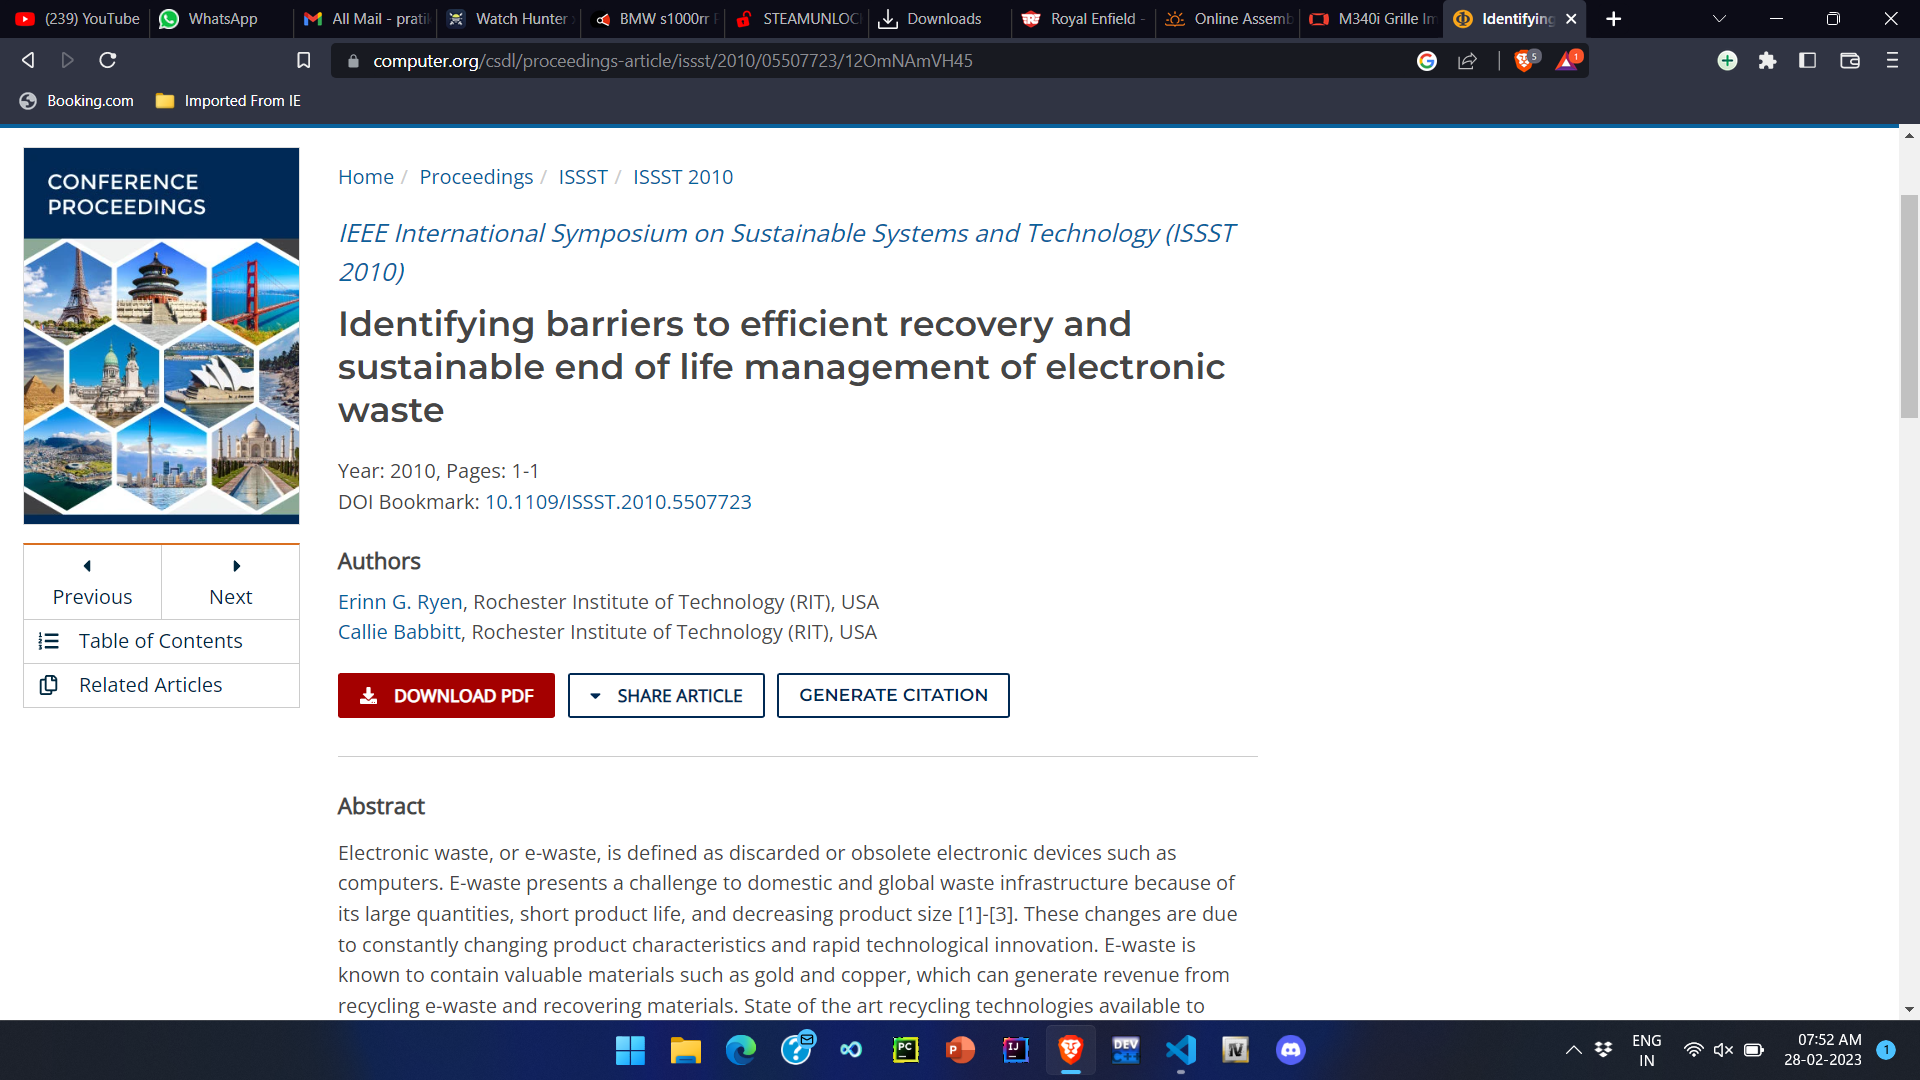 (239) YouTube
WhatsApp
All Mail - prati
Watch Hunter
BMW s1000rr
STEAMUNLOC
Downloads
Royal Enfield -
Online Assemb
M340i Grille Im
Identifying
computer.org/csdl/proceedings-article/issst/2010/05507723/12OmNAmVH45
5
1
Booking.com
Imported From IE
CONFERENCE
PROCEEDINGS
Previous
Next
Table of Contents
Related Articles
Home / Proceedings / ISSST / ISSST 2010
IEEE International Symposium on Sustainable Systems and Technology (ISSST
2010)
Identifying barriers to efficient recovery and
sustainable end of life management of electronic
waste
Year: 2010, Pages: 1-1
DOI Bookmark: 10.1109/ISSST.2010.5507723
Authors
Erinn G. Ryen, Rochester Institute of Technology (RIT), USA
Callie Babbitt, Rochester Institute of Technology (RIT), USA
DOWNLOAD PDF
SHARE ARTICLE
GENERATE CITATION
Abstract
Electronic waste, or e-waste, is defined as discarded or obsolete electronic devices such as
computers. E-waste presents a challenge to domestic and global waste infrastructure because of
its large quantities, short product life, and decreasing product size [1]-[3]. These changes are due
to constantly changing product characteristics and rapid technological innovation. E-waste is
known to contain valuable materials such as gold and copper, which can generate revenue from
recycling e-waste and recovering materials. State of the art recycling technologies available to
PC
P
IJ
DEV
ENG
IN
07:52 AM
28-02-2023
1